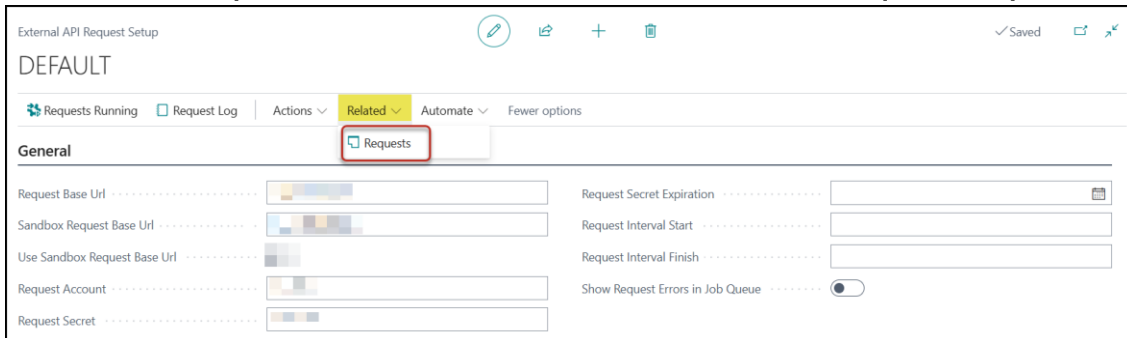 External API Request Setup
Saved
DEFAULT
Requests Running Request Log Actions Related Automate Fewer options
Requests
General
Request Base Url Request Secret Expiration
Sandbox Request Base Url Request Interval Start
Use Sandbox Request Base Url Request Interval Finish
Request Account Show Request Errors in Job Queue
Request Secret